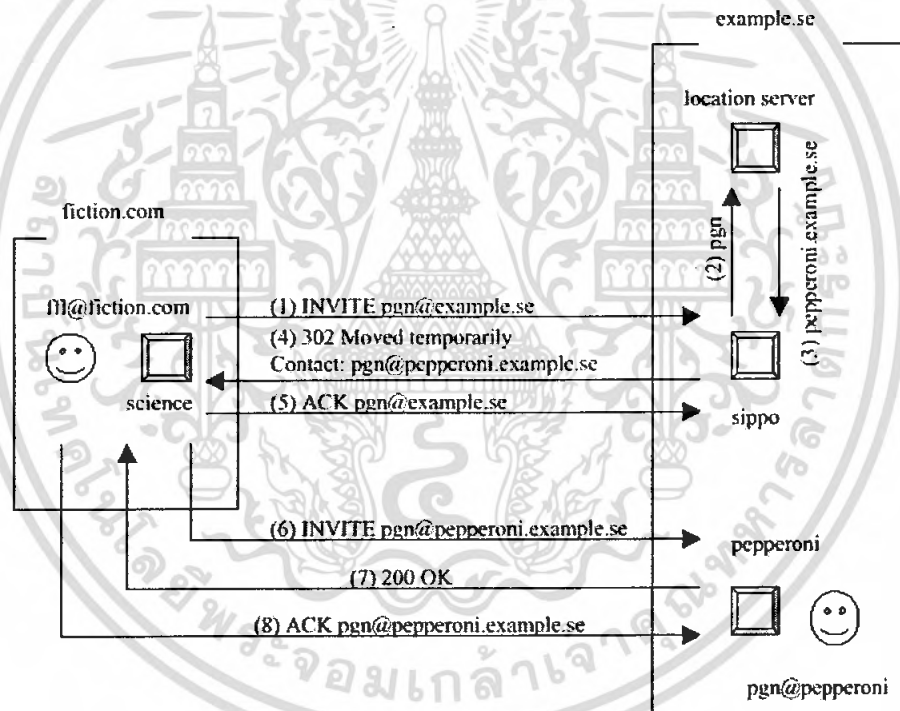 example.se
location server
(2) pgn
(3) pepperoni.example.se
fiction.com
fll@fiction.com
(1) INVITE pgn@example.se
(4) 302 Moved temporarily
Contact: pgn@pepperoni.example.se
science
(5) ACK pgn@example.se
sippo
(6) INVITE pgn@pepperoni.example.se
pepperoni
(7) 200 OK
(8) ACK pgn@pepperoni.example.se
pgn@pepperoni